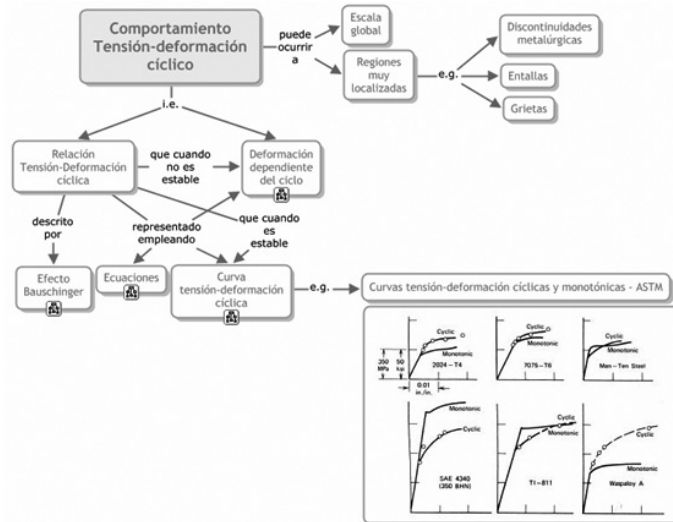 Comportamiento
Tensión-deformación
cíclico
puede
ocurrir
a
Escala
global
Regiones
muy
localizadas
e.g.
Discontinuidades
metalúrgicas
Entallas
Grietas
i.e.
Relación
Tensión-Deformación
cíclica
que cuando
no es
estable
Deformación
dependiente
del ciclo
descrito
por
representado
empleando
que cuando
es
estable
Efecto
Bauschinger
Ecuaciones
Curva
tensión-deformación
cíclica
e.g.
Curvas tensión-deformación cíclicas y monotónicas - ASTM
Cyclic
Monotonic
350
MPa
50
ksi
2024-T4
0.01
in./in.
Cyclic
Monotonic
7075-T6
Cyclic
Monotonic
Man-Ten Steel
Monotonic
Cyclic
SAE 4340
(350 BHN)
Cyclic
Monotonic
Ti-811
Cyclic
Monotonic
Waspaloy A